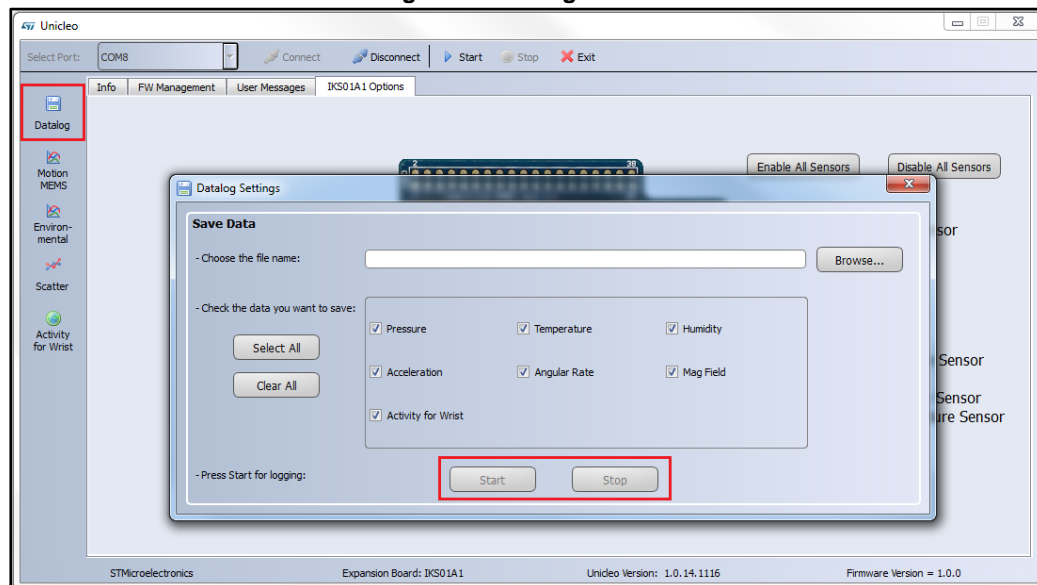 Unicleo
Select Port: COM8 Connect Disconnect Start Stop Exit
Info FW Management User Messages IKS01A1 Options
Datalog
Motion
MEMS
Environ-
mental
Scatter
Activity
for Wrist
2 38
Enable All Sensors Disable All Sensors
Datalog Settings
Save Data
- Choose the file name: Browse...
- Check the data you want to save:
Select All
Clear All
Pressure Temperature Humidity
Acceleration Angular Rate Mag Field
Activity for Wrist
- Press Start for logging: Start Stop
Sensor
Sensor
STMicroelectronics Expansion Board: IKS01A1 Unicleo Version: 1.0.14.1116 Firmware Version = 1.0.0